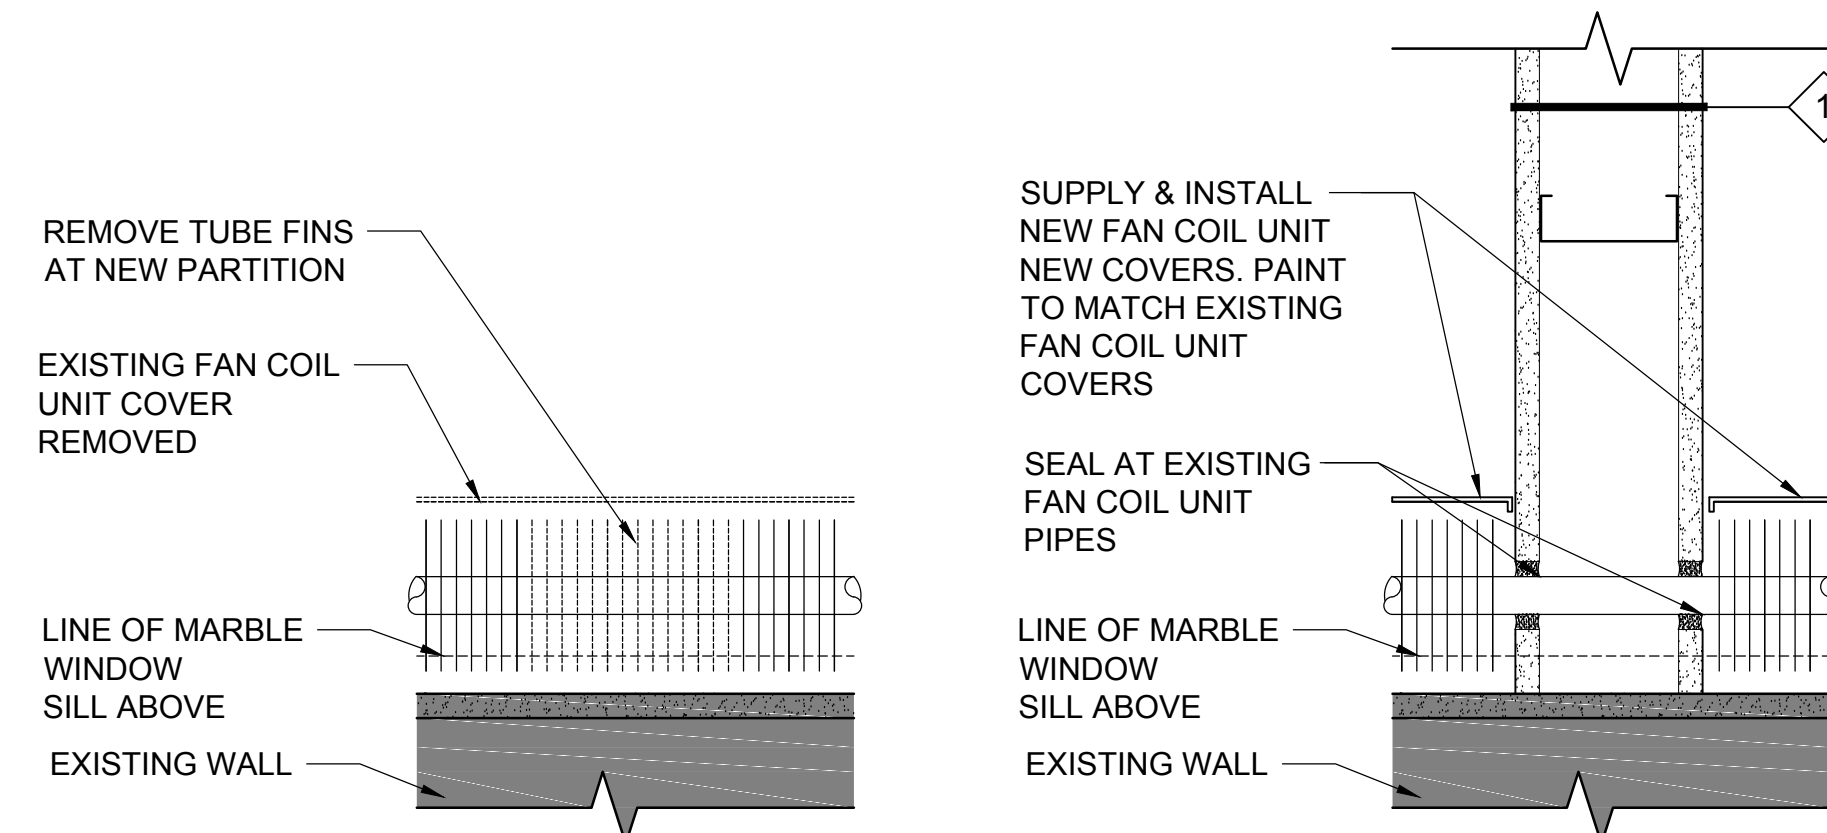 REMOVE TUBE FINS
AT NEW PARTITION
EXISTING FAN COIL
UNIT COVER
REMOVED
LINE OF MARBLE
WINDOW
SILL ABOVE
EXISTING WALL
SUPPLY & INSTALL
NEW FAN COIL UNIT
NEW COVERS. PAINT
TO MATCH EXISTING
FAN COIL UNIT
COVERS
SEAL AT EXISTING
FAN COIL UNIT
PIPES
LINE OF MARBLE
WINDOW
SILL ABOVE
EXISTING WALL